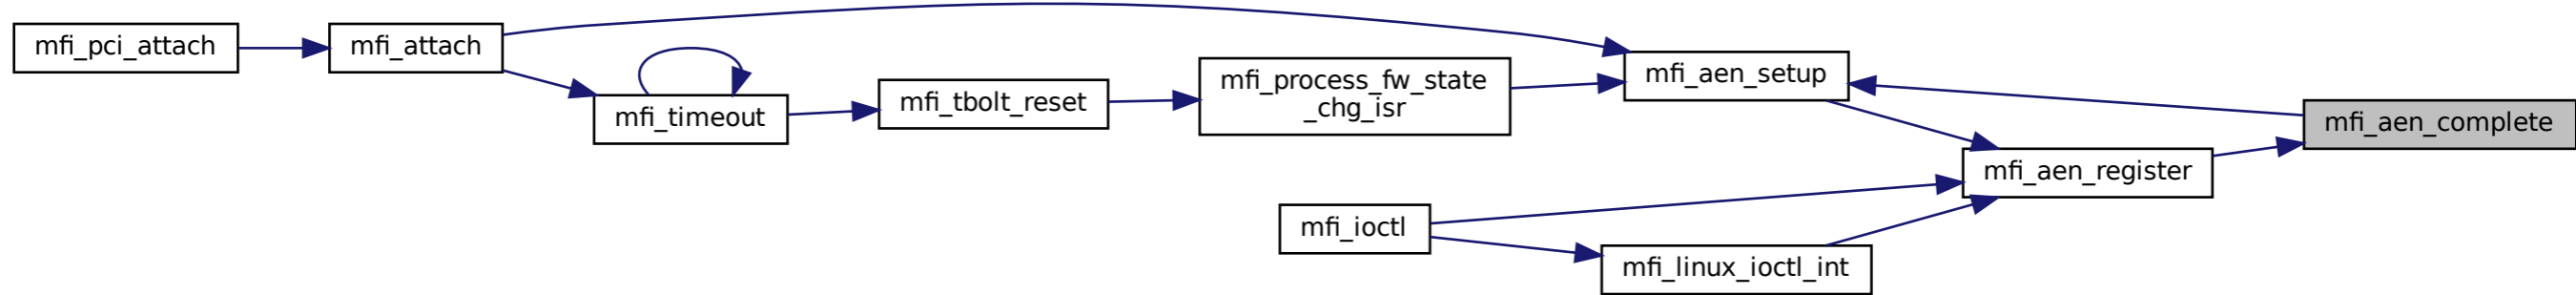 mfi_pci_attach
mfi_attach
mfi_timeout
mfi_tbolt_reset
mfi_process_fw_state
_chg_isr
mfi_aen_setup
mfi_aen_complete
mfi_aen_register
mfi_ioctl
mfi_linux_ioctl_int